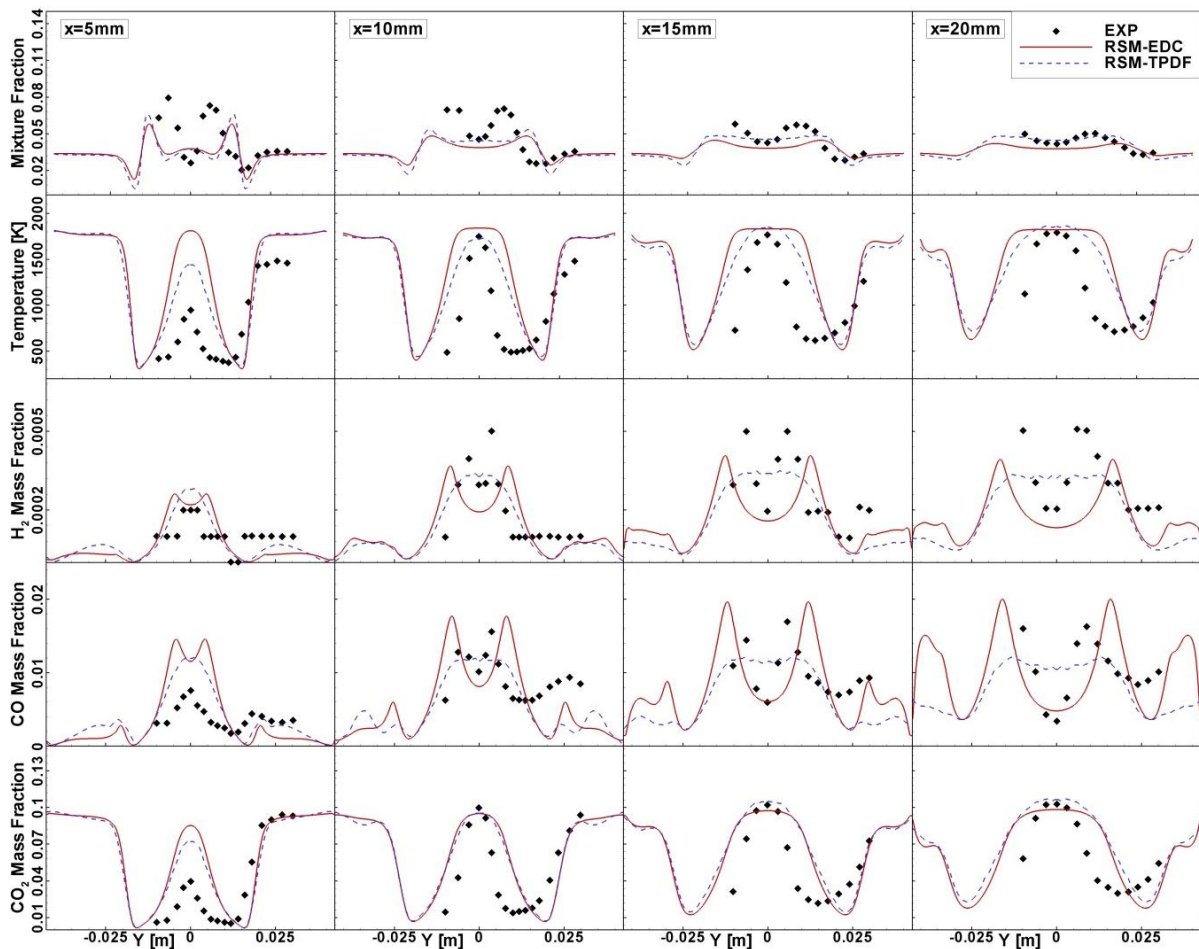 x=5mm x=10mm x=15mm x=20mm
EXP
RSM-EDC
RSM-TPDF
Mixture Fraction
0.14
0.11
0.08
0.05
0.02
Temperature [K]
2000
1500
1000
500
H2 Mass Fraction
0.0005
0.0002
CO Mass Fraction
0.02
0.01
0
CO2 Mass Fraction
0.13
0.1
0.07
0.04
0.01
-0.025 Y [m] 0 0.025 -0.025 Y [m] 0 0.025 -0.025 Y [m] 0 0.025 -0.025 Y [m] 0 0.025